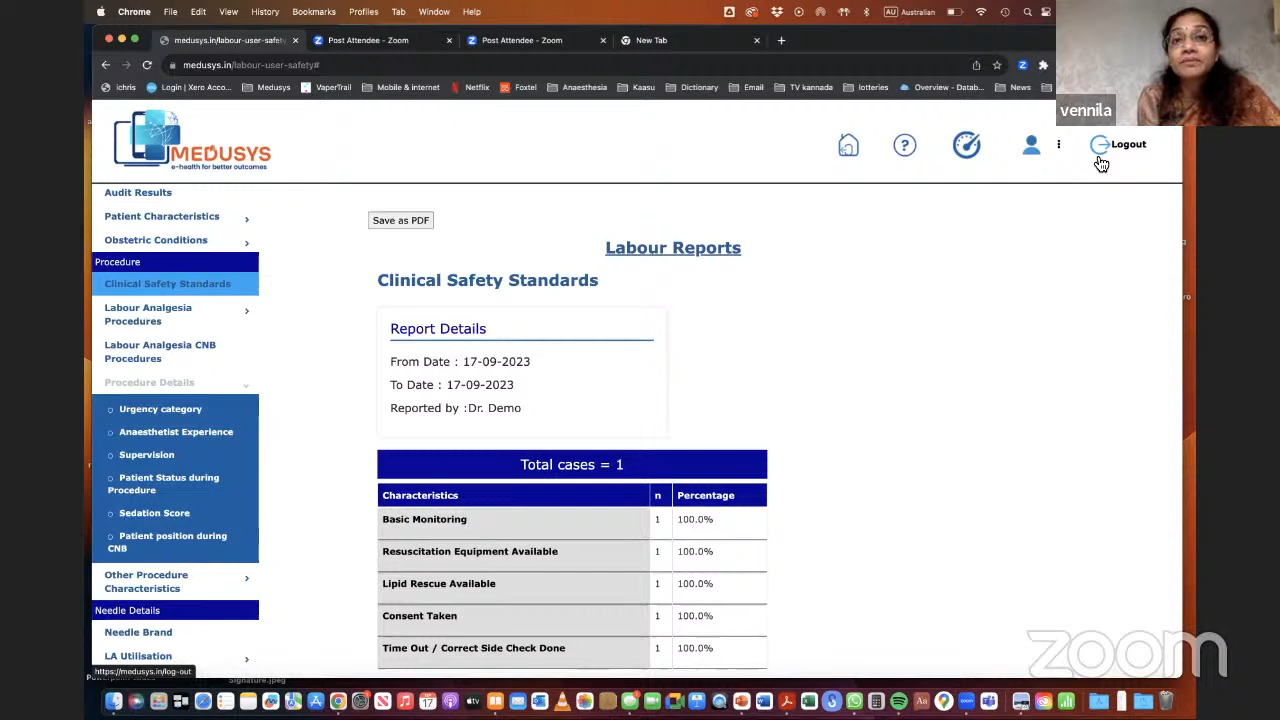 Chrome File Edit View History Bookmarks Profiles Tab Window Help
AU Australian
medusys.in/labour-user-safety
Post Attendee - Zoom
Post Attendee - Zoom
New Tab
medusys.in/labour-user-safety#
ichris
Login | Xero Acco...
Medusys
VaperTrail
Mobile & internet
Netflix
Foxtel
Anaesthesia
Kaasu
Dictionary
Email
TV kannada
lotteries
Overview - Datab...
News
vennila
MEDUSYS
e-health for better outcomes
?
Logout
Audit Results
Patient Characteristics
Obstetric Conditions
Procedure
Clinical Safety Standards
Labour Analgesia
Procedures
Labour Analgesia CNB
Procedures
Procedure Details
Urgency category
Anaesthetist Experience
Supervision
Patient Status during
Procedure
Sedation Score
Patient position during
CNB
Other Procedure
Characteristics
Needle Details
Needle Brand
LA Utilisation
https://medusys.in/log-out
Save as PDF
Labour Reports
Clinical Safety Standards
Report Details
From Date : 17-09-2023
To Date : 17-09-2023
Reported by :Dr. Demo
Total cases = 1
Characteristics n Percentage
Basic Monitoring 1 100.0%
Resuscitation Equipment Available 1 100.0%
Lipid Rescue Available 1 100.0%
Consent Taken 1 100.0%
Time Out / Correct Side Check Done 1 100.0%
zoom
signature.jpeg
17